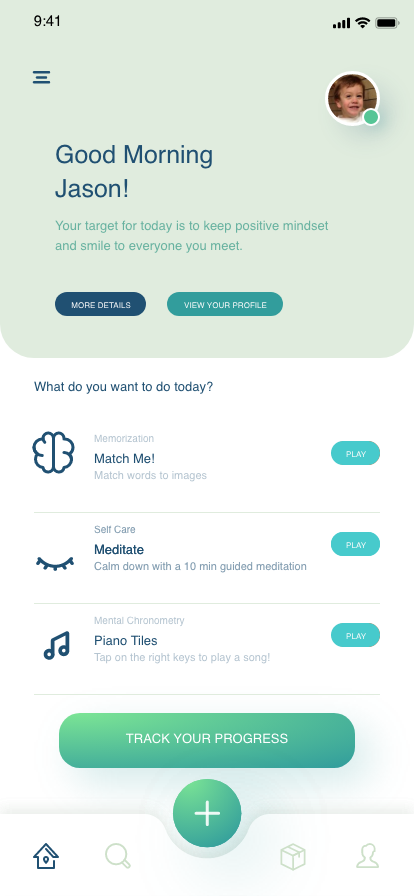 9:41
Good Morning
Jason!
Your target for today is to keep positive mindset
and smile to everyone you meet.
MORE DETAILS
VIEW YOUR PROFILE
What do you want to do today?
Memorization
Match Me!
Match words to images
PLAY
Self Care
Meditate
Calm down with a 10 min guided meditation
PLAY
Mental Chronometry
Piano Tiles
Tap on the right keys to play a song!
PLAY
TRACK YOUR PROGRESS